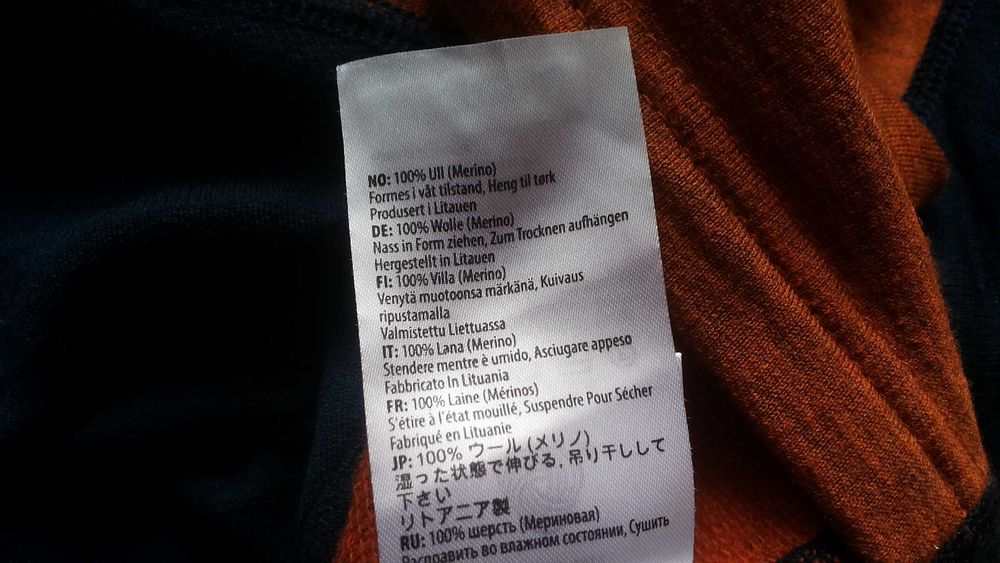 NO: 100% Ull (Merino)
Formes i våt tilstand, Heng til tørk
Produsert i Litauen
DE: 100% Wolle (Merino)
Nass in Form ziehen, Zum Trocknen aufhängen
Hergestellt in Litauen
FI: 100% Villa (Merino)
Venytä muotoonsa märkänä, Kuivaus
ripustamalla
Valmistettu Liettuassa
IT: 100% Lana (Merino)
Stendere mentre è umido, Asciugare appeso
Fabbricato In Lituania
FR: 100% Laine (Mérinos)
S'étire à l'état mouillé, Suspendre Pour Sécher
Fabriqué en Lituanie
JP: 100% ウール (メリノ)
湿った状態で伸びる, 吊り干しして
下さい
リトアニア製
RU: 100% шерсть (Мериновая)
Расправить во влажном состоянии, Сушить